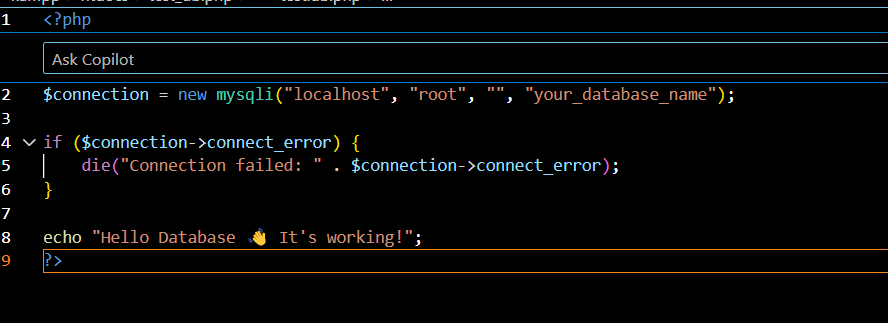 1 <?php
Ask Copilot
2 $connection = new mysqli("localhost", "root", "", "your_database_name");
3
4 if ($connection->connect_error) {
5     die("Connection failed: " . $connection->connect_error);
6 }
7
8 echo "Hello Database 👋 It's working!";
9 ?>